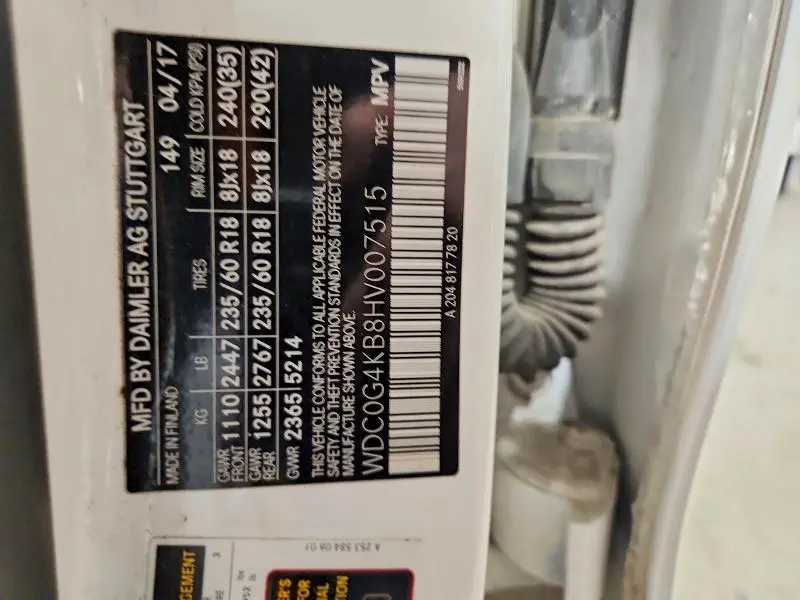 MFD BY DAIMLER AG STUTTGART
MADE IN FINLAND 149 04/17
KG LB TIRES RIM SIZE COLD KPA(PSI)
GAWR FRONT 1110 2447 235/60 R18 8Jx18 240(35)
GAWR REAR 1255 2767 235/60 R18 8Jx18 290(42)
GVWR 2365 5214
THIS VEHICLE CONFORMS TO ALL APPLICABLE FEDERAL MOTOR VEHICLE
SAFETY AND THEFT PREVENTION STANDARDS IN EFFECT ON THE DATE OF
MANUFACTURE SHOWN ABOVE.
WDC0G4KB8HV007515 TYPE: MPV
A 204 817 78 20
A 253 584 06 01
GEMENT
ER'S
FOR